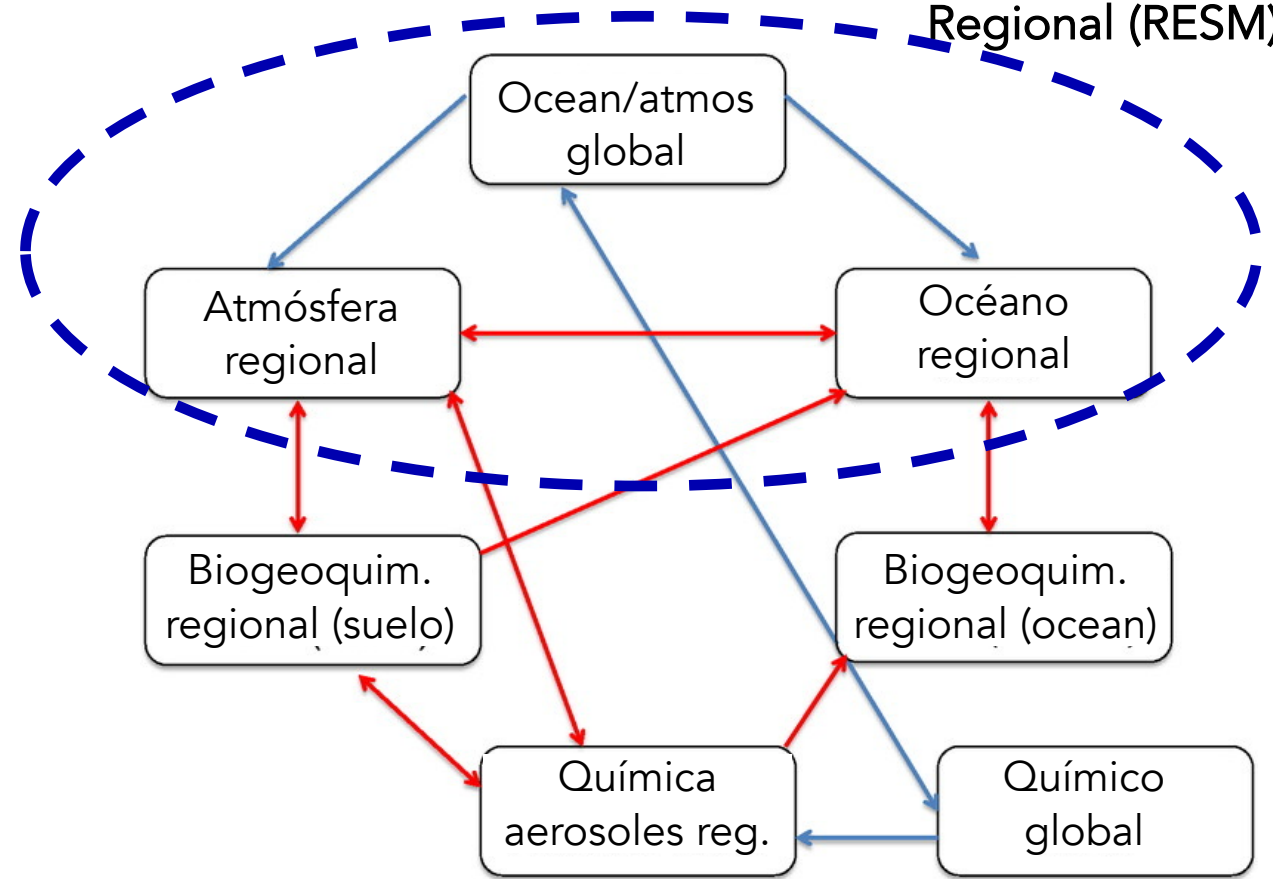 Regional (RESM)
Ocean/atmos
global
Atmósfera
regional
Océano
regional
Biogeoquim.
regional (suelo)
Biogeoquim.
regional (ocean)
Química
aerosoles reg.
Químico
global